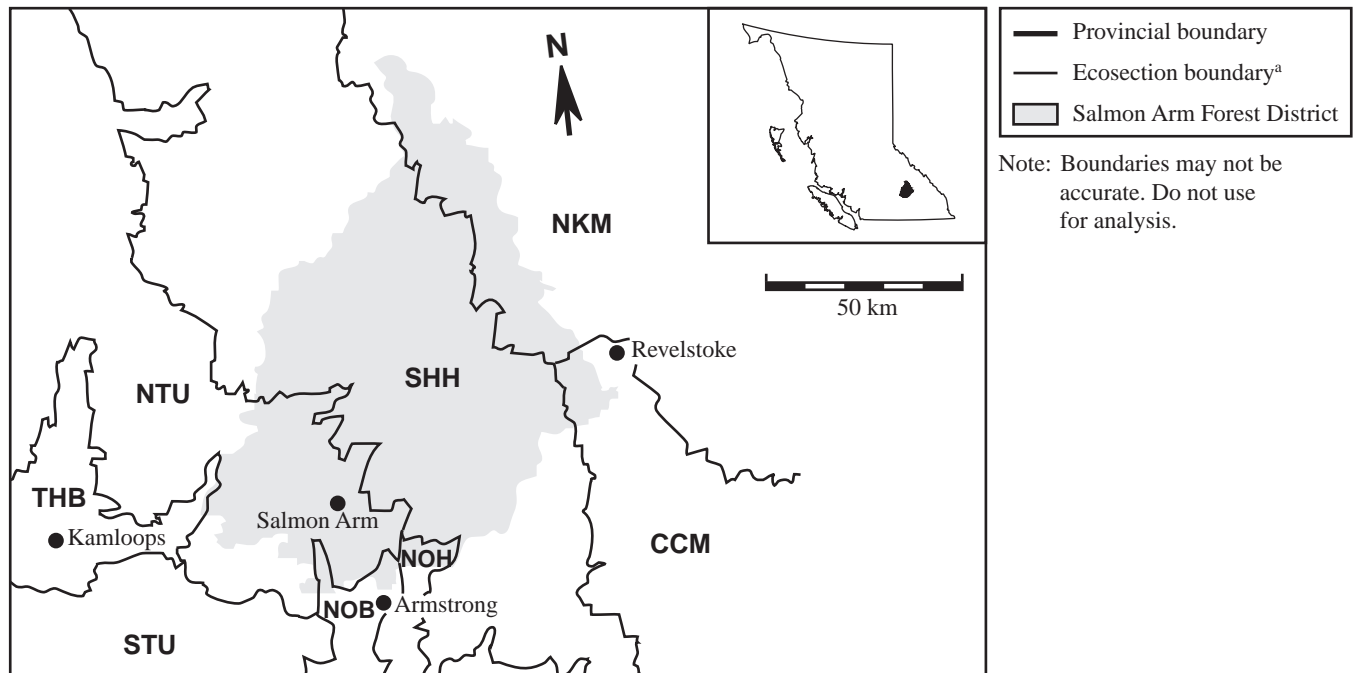 N
NKM
Revelstoke
SHH
NTU
THB
Kamloops
Salmon Arm
NOH
CCM
NOB
Armstrong
STU
50 km
Provincial boundary
Ecosection boundaryᵃ
Salmon Arm Forest District
Note: Boundaries may not be
accurate. Do not use
for analysis.